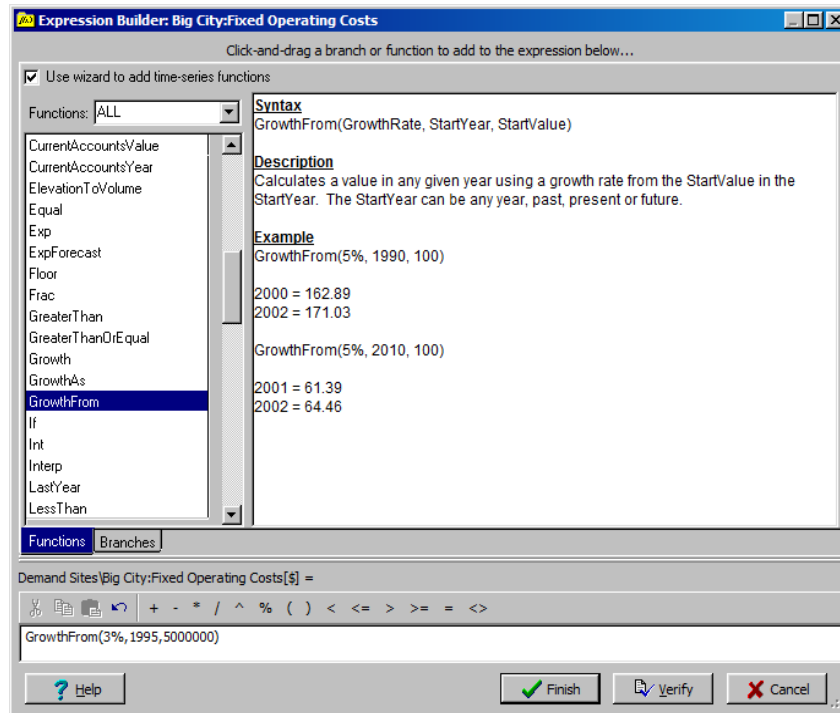 Expression Builder: Big City:Fixed Operating Costs
Click-and-drag a branch or function to add to the expression below...
Use wizard to add time-series functions
Functions: ALL
CurrentAccountsValue
CurrentAccountsYear
ElevationToVolume
Equal
Exp
ExpForecast
Floor
Frac
GreaterThan
GreaterThanOrEqual
Growth
GrowthAs
GrowthFrom
If
Int
Interp
LastYear
LessThan
Syntax
GrowthFrom(GrowthRate, StartYear, StartValue)
Description
Calculates a value in any given year using a growth rate from the StartValue in the
StartYear.  The StartYear can be any year, past, present or future.
Example
GrowthFrom(5%, 1990, 100)
2000 = 162.89
2002 = 171.03
GrowthFrom(5%, 2010, 100)
2001 = 61.39
2002 = 64.46
Functions Branches
Demand Sites\Big City:Fixed Operating Costs[$] =
+ - * / ^ % ( ) < <= > >= = <>
GrowthFrom(3%,1995,5000000)
? Help Finish Verify Cancel